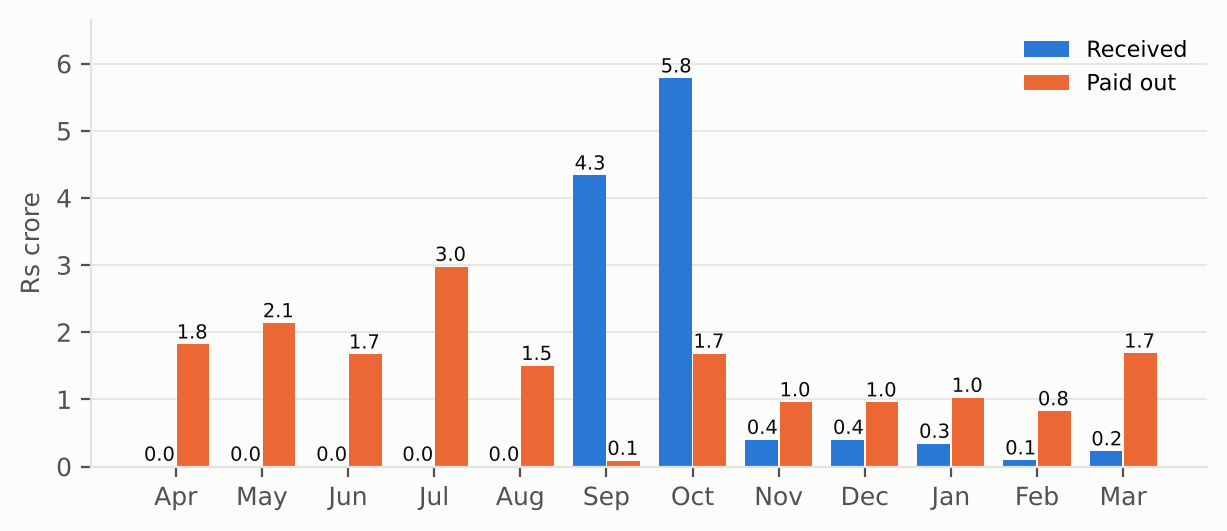 Received
Paid out
Rs crore
6
5
4
3
2
1
0
0.0 1.8 0.0 2.1 0.0 1.7 0.0 3.0 0.0 1.5 4.3 0.1 5.8 1.7 0.4 1.0 0.4 1.0 0.3 1.0 0.1 0.8 0.2 1.7
Apr May Jun Jul Aug Sep Oct Nov Dec Jan Feb Mar